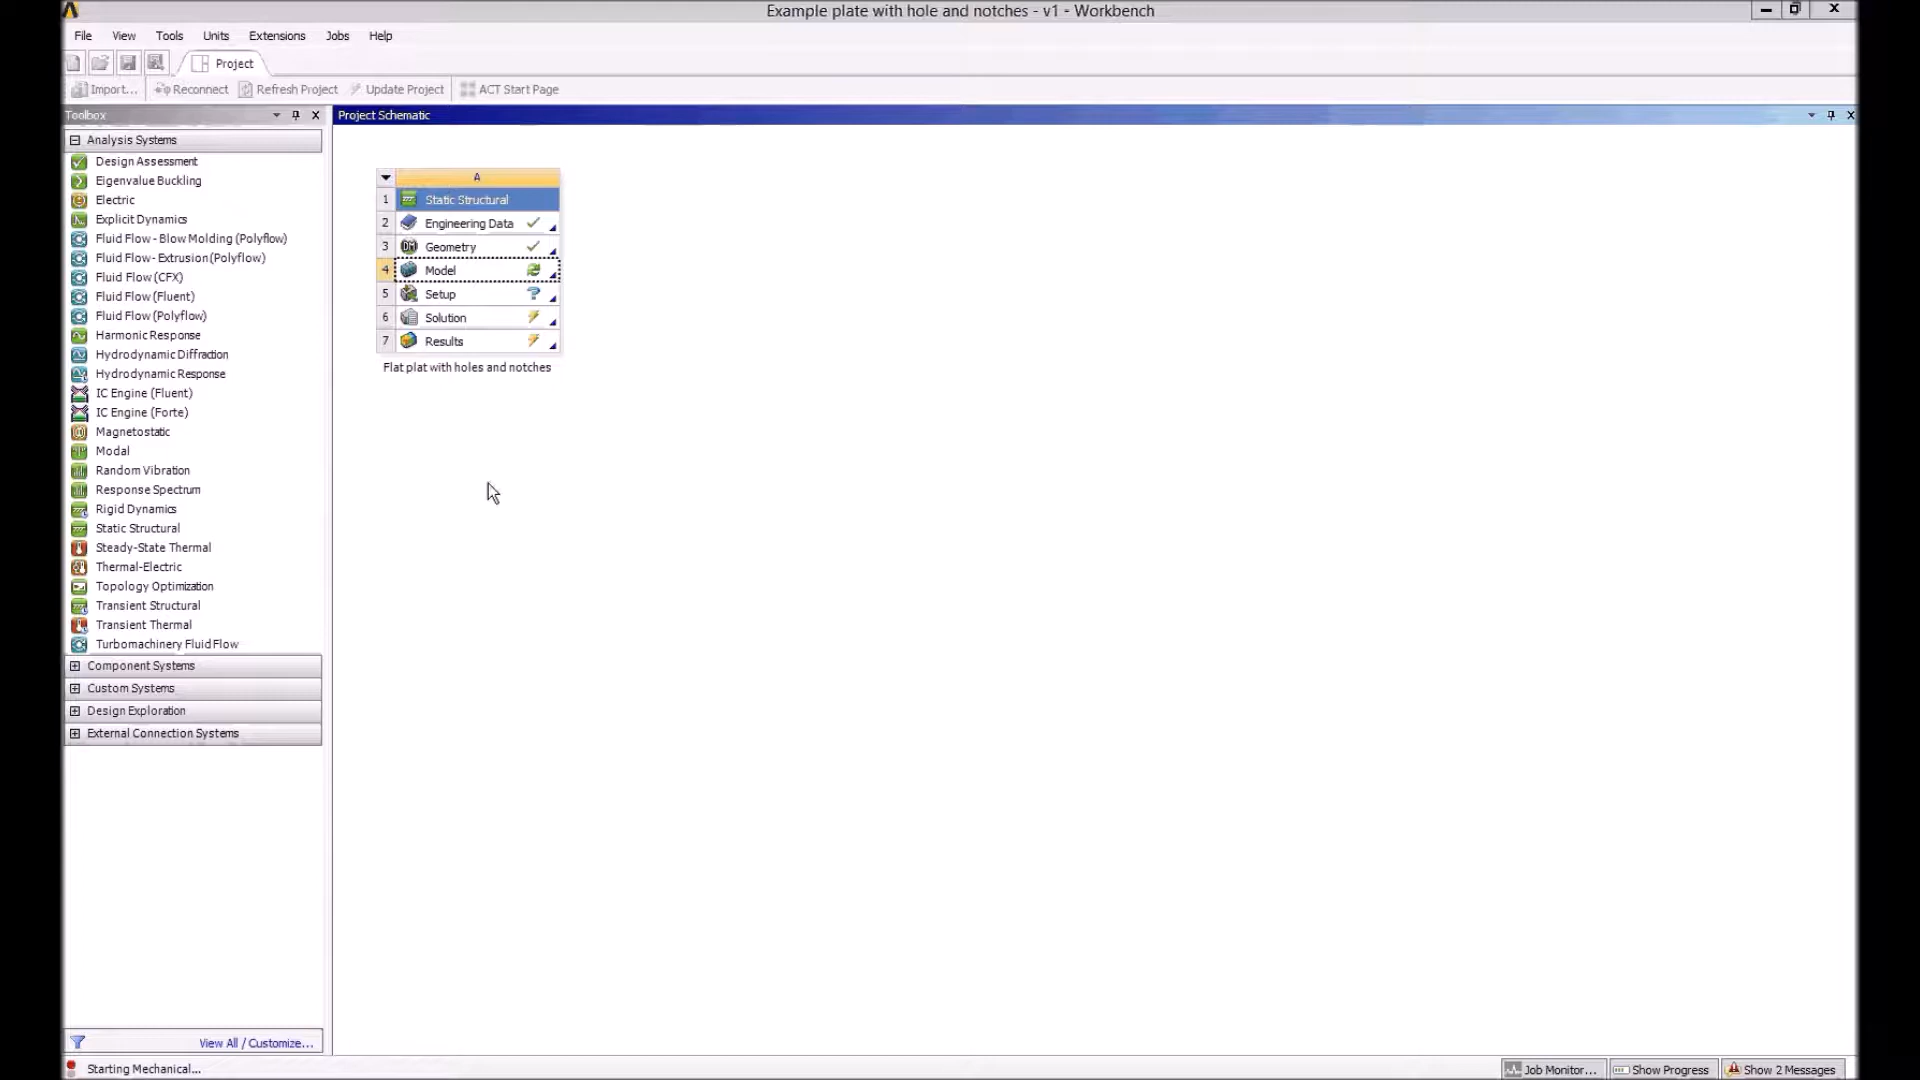 Example plate with hole and notches - v1 - Workbench
File View Tools Units Extensions Jobs Help
Project
Import... Reconnect Refresh Project Update Project ACT Start Page
Toolbox
Project Schematic
Analysis Systems
Design Assessment
Eigenvalue Buckling
Electric
Explicit Dynamics
Fluid Flow - Blow Molding (Polyflow)
Fluid Flow - Extrusion (Polyflow)
Fluid Flow (CFX)
Fluid Flow (Fluent)
Fluid Flow (Polyflow)
Harmonic Response
Hydrodynamic Diffraction
Hydrodynamic Response
IC Engine (Fluent)
IC Engine (Forte)
Magnetostatic
Modal
Random Vibration
Response Spectrum
Rigid Dynamics
Static Structural
Steady-State Thermal
Thermal-Electric
Topology Optimization
Transient Structural
Transient Thermal
Turbomachinery Fluid Flow
Component Systems
Custom Systems
Design Exploration
External Connection Systems
View All / Customize...
A
1 Static Structural
2 Engineering Data
3 DM Geometry
4 Model
5 Setup ?
6 Solution
7 Results
Flat plat with holes and notches
Starting Mechanical...
Job Monitor... Show Progress Show 2 Messages